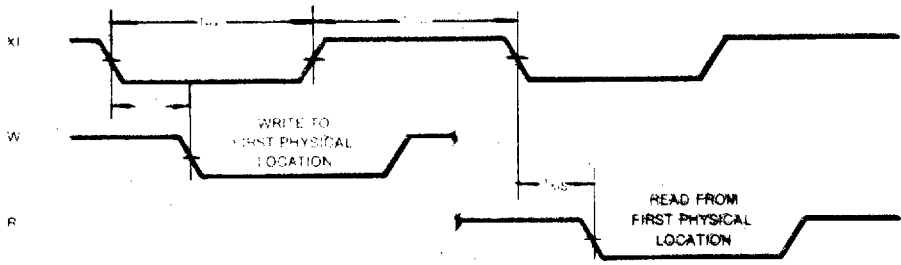 XI
W
WRITE TO
FIRST PHYSICAL
LOCATION
READ FROM
FIRST PHYSICAL
LOCATION
R